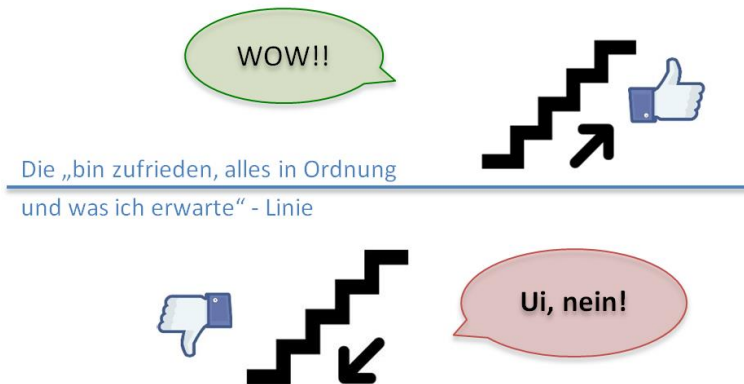 WOW!!
Die „bin zufrieden, alles in Ordnung
und was ich erwarte“ - Linie
Ui, nein!